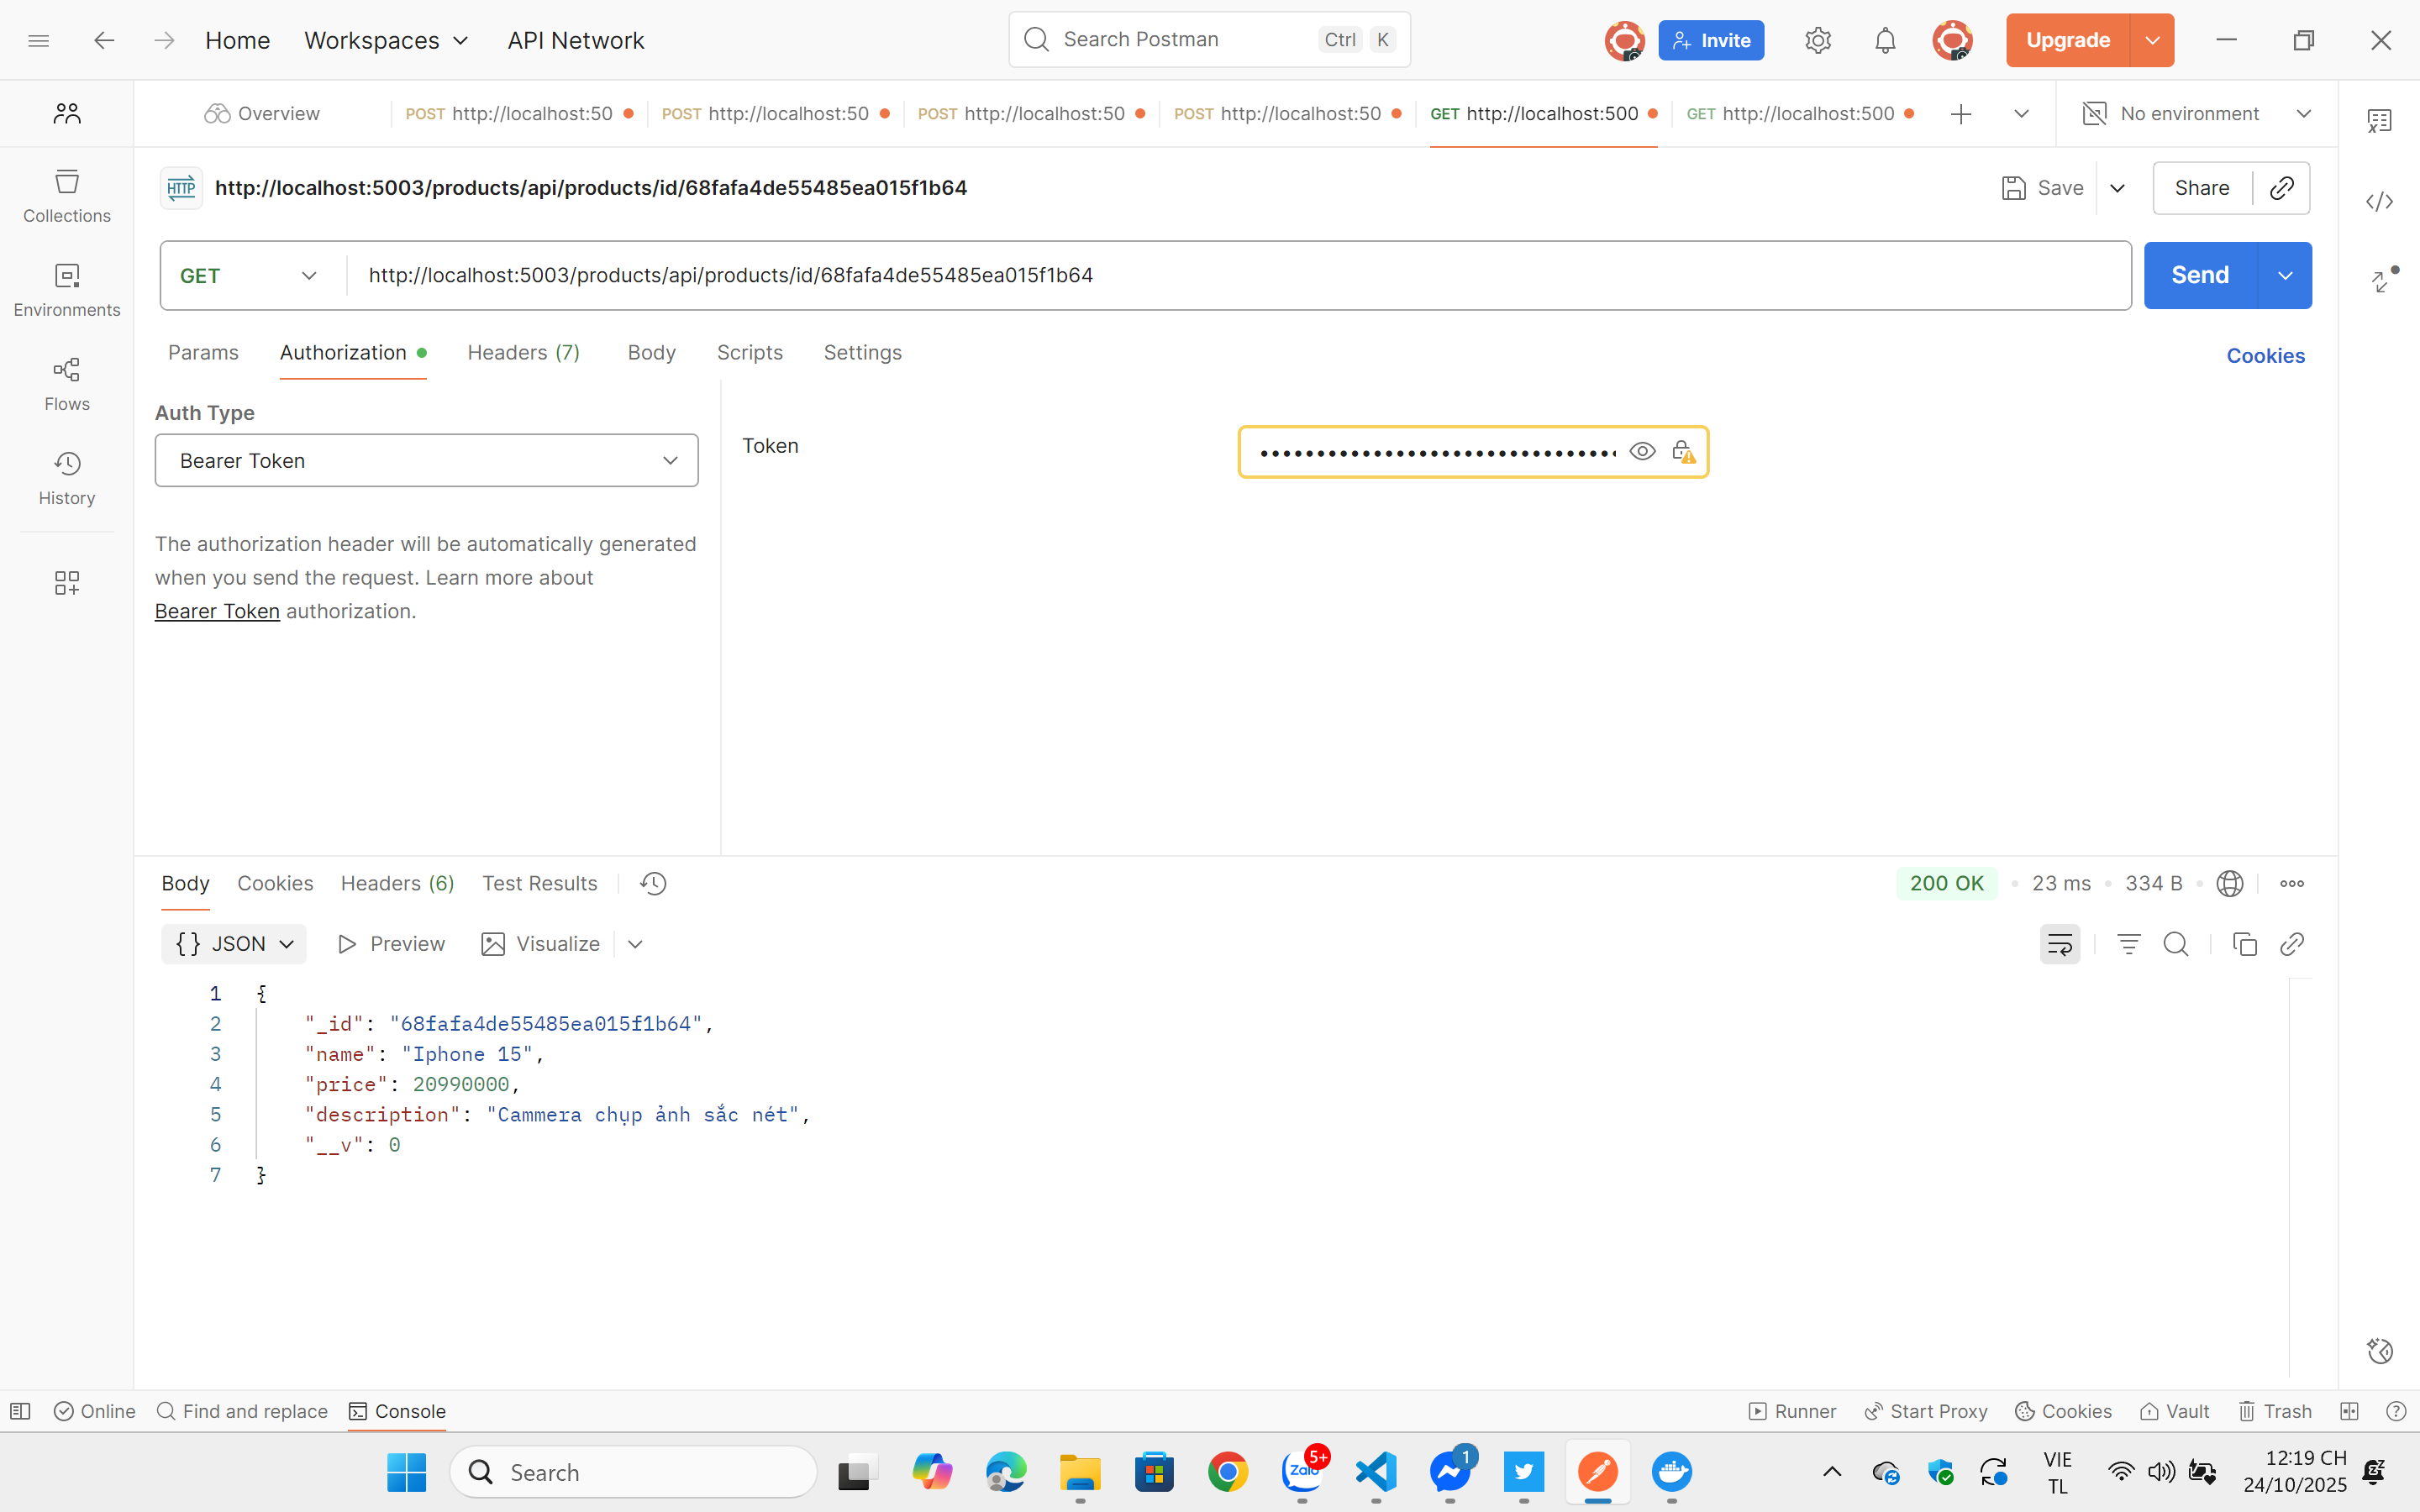 Home Workspaces API Network Search Postman Ctrl K Invite Upgrade
Overview POST http://localhost:50 POST http://localhost:50 POST http://localhost:50 POST http://localhost:50 GET http://localhost:500 GET http://localhost:500 No environment
HTTP http://localhost:5003/products/api/products/id/68fafa4de55485ea015f1b64 Save Share
Collections
GET http://localhost:5003/products/api/products/id/68fafa4de55485ea015f1b64 Send
Environments
Params Authorization Headers (7) Body Scripts Settings Cookies
Flows
Auth Type
Token
Bearer Token
History
The authorization header will be automatically generated
when you send the request. Learn more about
Bearer Token authorization.
Body Cookies Headers (6) Test Results 200 OK 23 ms 334 B
{} JSON Preview Visualize
1 {
2 "_id": "68fafa4de55485ea015f1b64",
3 "name": "Iphone 15",
4 "price": 20990000,
5 "description": "Cammera chụp ảnh sắc nét",
6 "__v": 0
7 }
Online Find and replace Console Runner Start Proxy Cookies Vault Trash
Search Zalo 5+ 1 VIE 12:19 CH
TL 24/10/2025